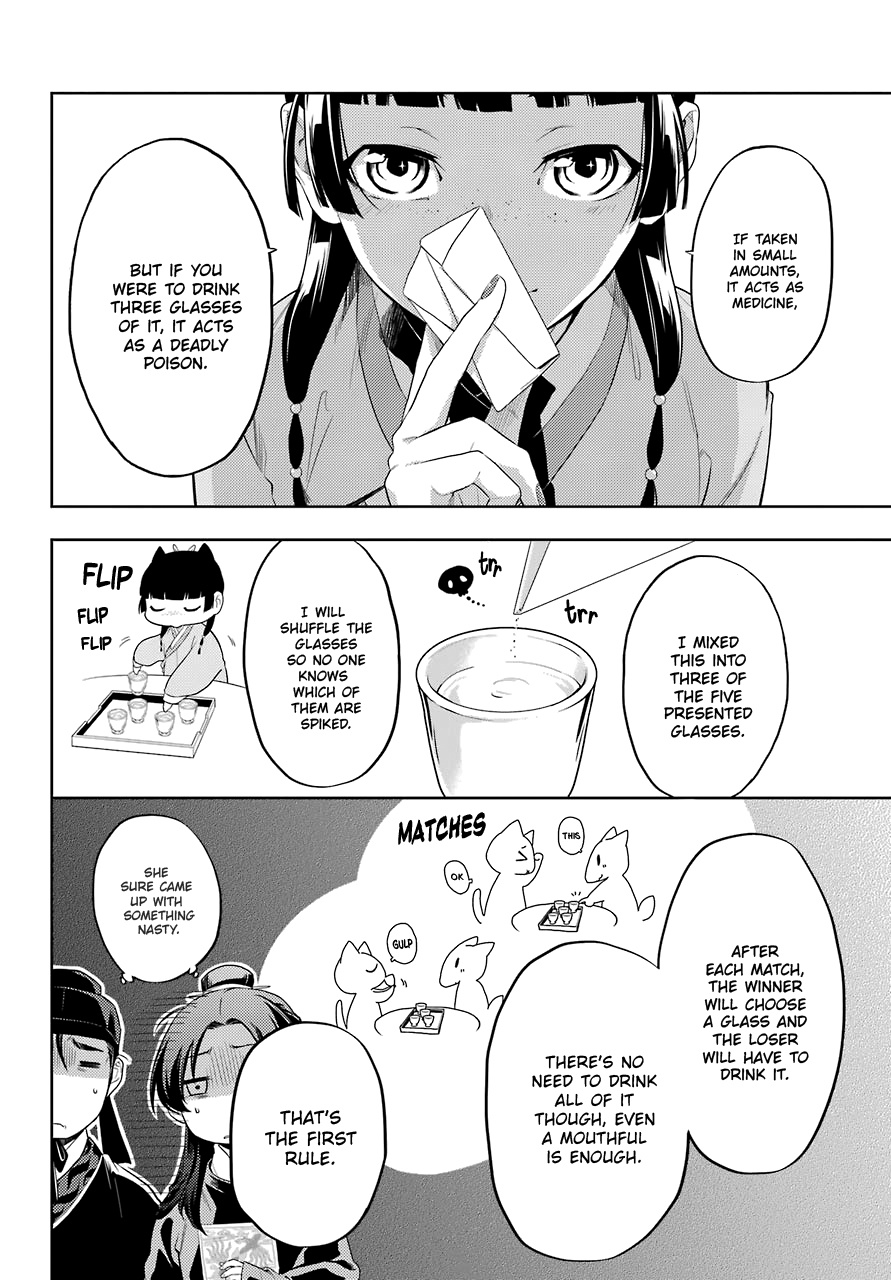 IF TAKEN
IN SMALL
AMOUNTS,
IT ACTS AS
MEDICINE,
BUT IF YOU
WERE TO DRINK
THREE GLASSES
OF IT, IT ACTS
AS A DEADLY
POISON.
trr
trr
I MIXED
THIS INTO
THREE OF
THE FIVE
PRESENTED
GLASSES.
I WILL
SHUFFLE THE
GLASSES
SO NO ONE
KNOWS
WHICH OF
THEM ARE
SPIKED.
FLIP
FLIP
FLIP
AFTER
EACH MATCH,
THE WINNER
WILL CHOOSE
A GLASS AND
THE LOSER
WILL HAVE TO
DRINK IT.
MATCHES
THIS
OK
GULP
THERE'S NO
NEED TO DRINK
ALL OF IT
THOUGH, EVEN
A MOUTHFUL
IS ENOUGH.
THAT'S
THE FIRST
RULE.
SHE
SURE CAME
UP WITH
SOMETHING
NASTY.